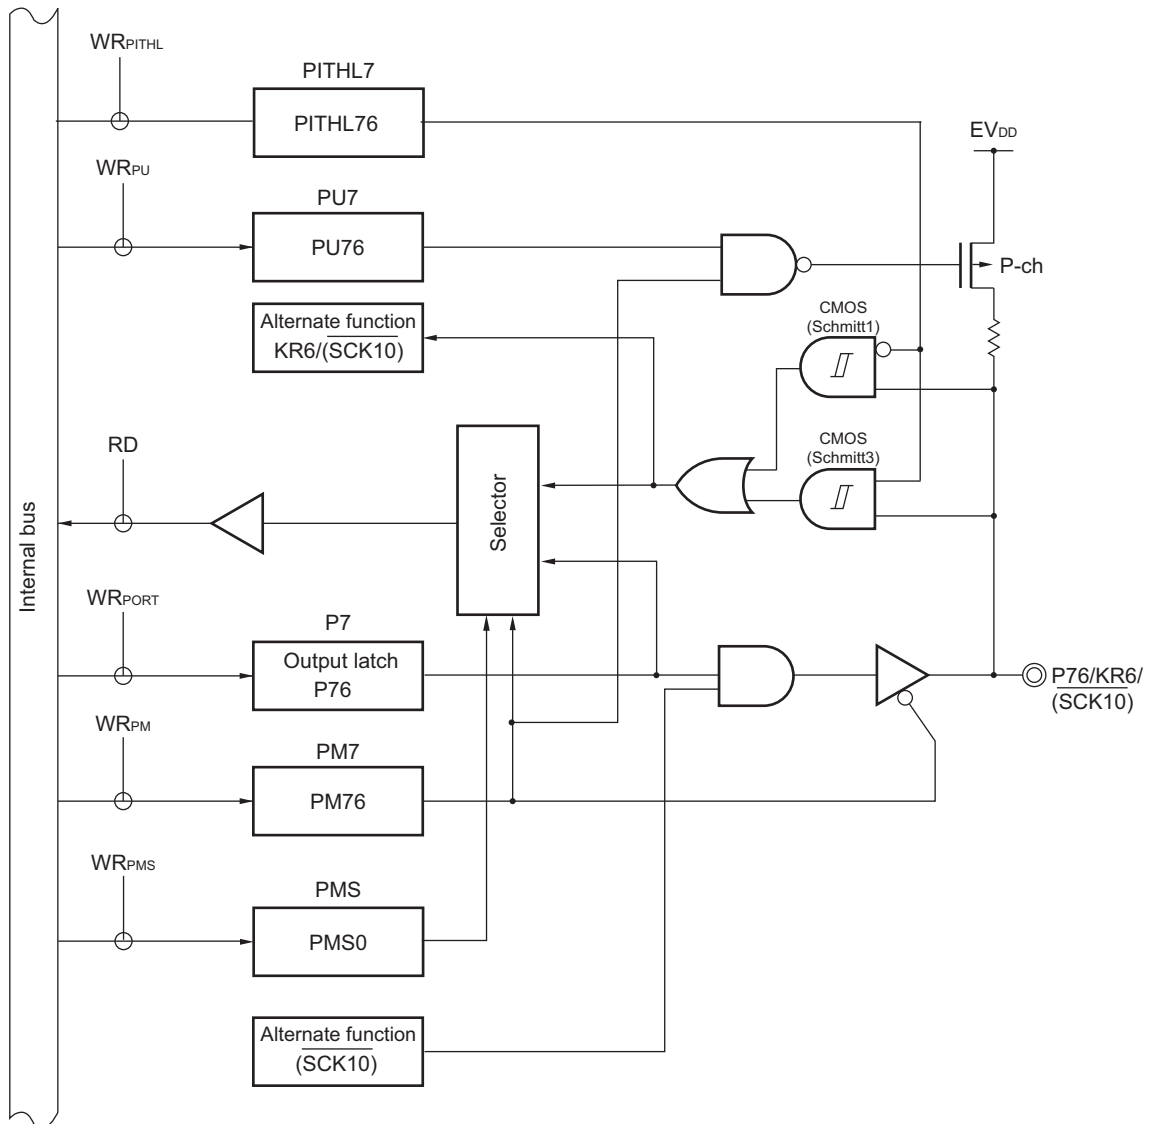 WRPITHL
PITHL7
PITHL76
EVDD
WRPU
PU7
PU76
P-ch
CMOS
(Schmitt1)
Alternate function
KR6/(SCK10)
RD
CMOS
(Schmitt3)
Selector
Internal bus
WRPORT
P7
Output latch
P76
P76/KR6/
(SCK10)
WRPM
PM7
PM76
WRPMS
PMS
PMS0
Alternate function
(SCK10)